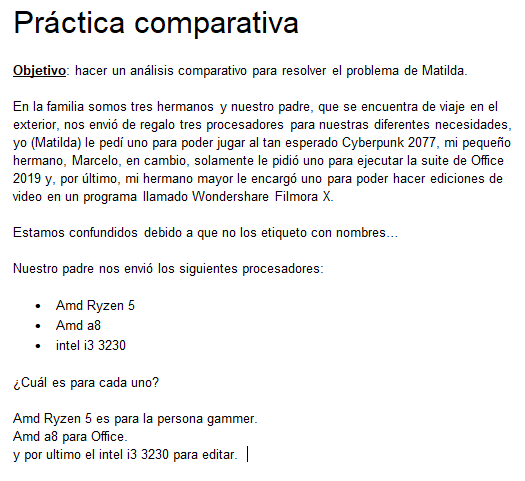 Práctica comparativa
Objetivo: hacer un análisis comparativo para resolver el problema de Matilda.
En la familia somos tres hermanos y nuestro padre, que se encuentra de viaje en el
exterior, nos envió de regalo tres procesadores para nuestras diferentes necesidades,
yo (Matilda) le pedí uno para poder jugar al tan esperado Cyberpunk 2077, mi pequeño
hermano, Marcelo, en cambio, solamente le pidió uno para ejecutar la suite de Office
2019 y, por último, mi hermano mayor le encargó uno para poder hacer ediciones de
video en un programa llamado Wondershare Filmora X.
Estamos confundidos debido a que no los etiqueto con nombres...
Nuestro padre nos envió los siguientes procesadores:
• Amd Ryzen 5
• Amd a8
• intel i3 3230
¿Cuál es para cada uno?
Amd Ryzen 5 es para la persona gammer.
Amd a8 para Office.
y por ultimo el intel i3 3230 para editar.